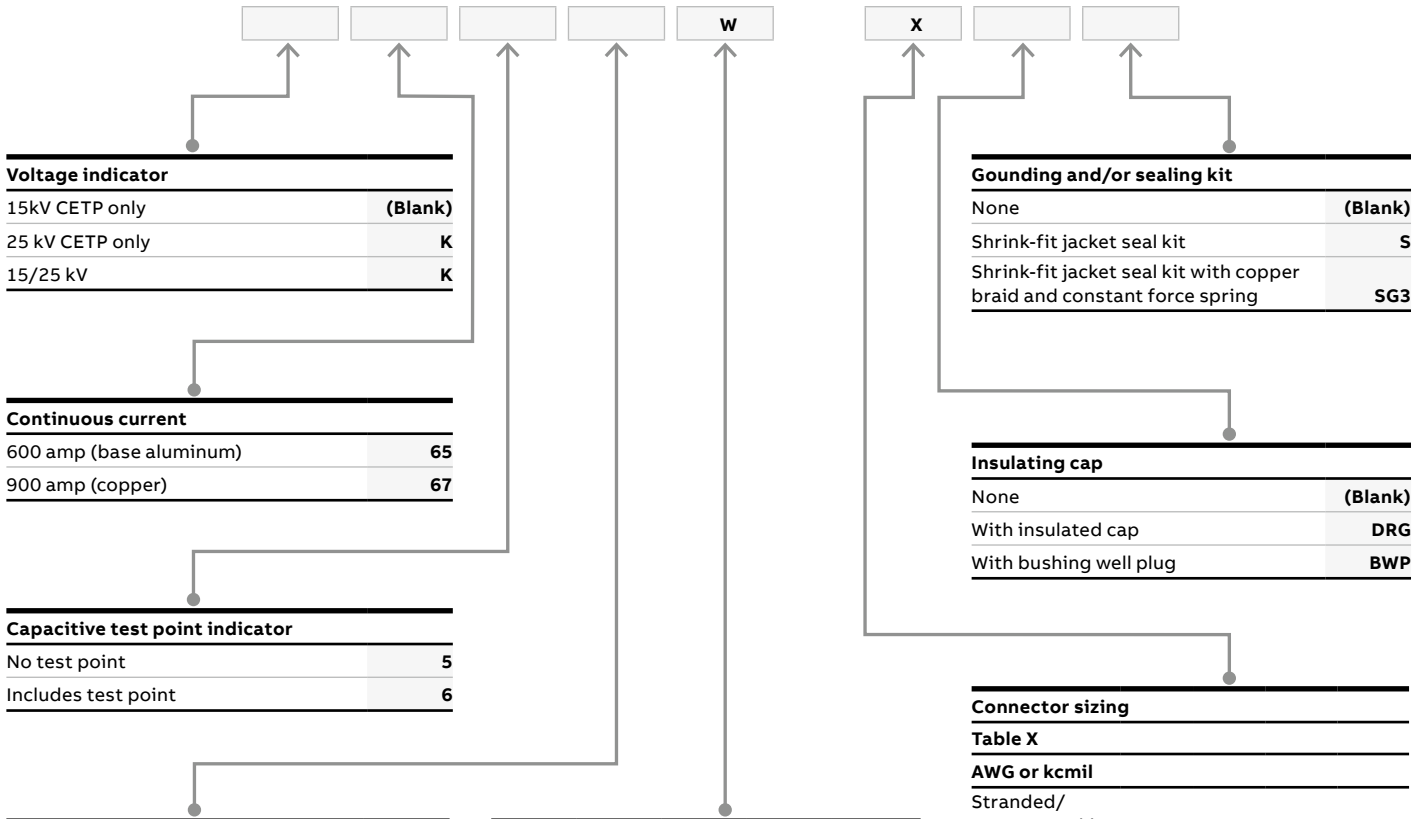 W
X
Voltage indicator
15kV CETP only (Blank)
25 kV CETP only K
15/25 kV K
Continuous current
600 amp (base aluminum) 65
900 amp (copper) 67
Capacitive test point indicator
No test point 5
Includes test point 6
Gounding and/or sealing kit
None (Blank)
Shrink-fit jacket seal kit S
Shrink-fit jacket seal kit with copper
braid and constant force spring SG3
Insulating cap
None (Blank)
With insulated cap DRG
With bushing well plug BWP
Connector sizing
Table X
AWG or kcmil
Stranded/